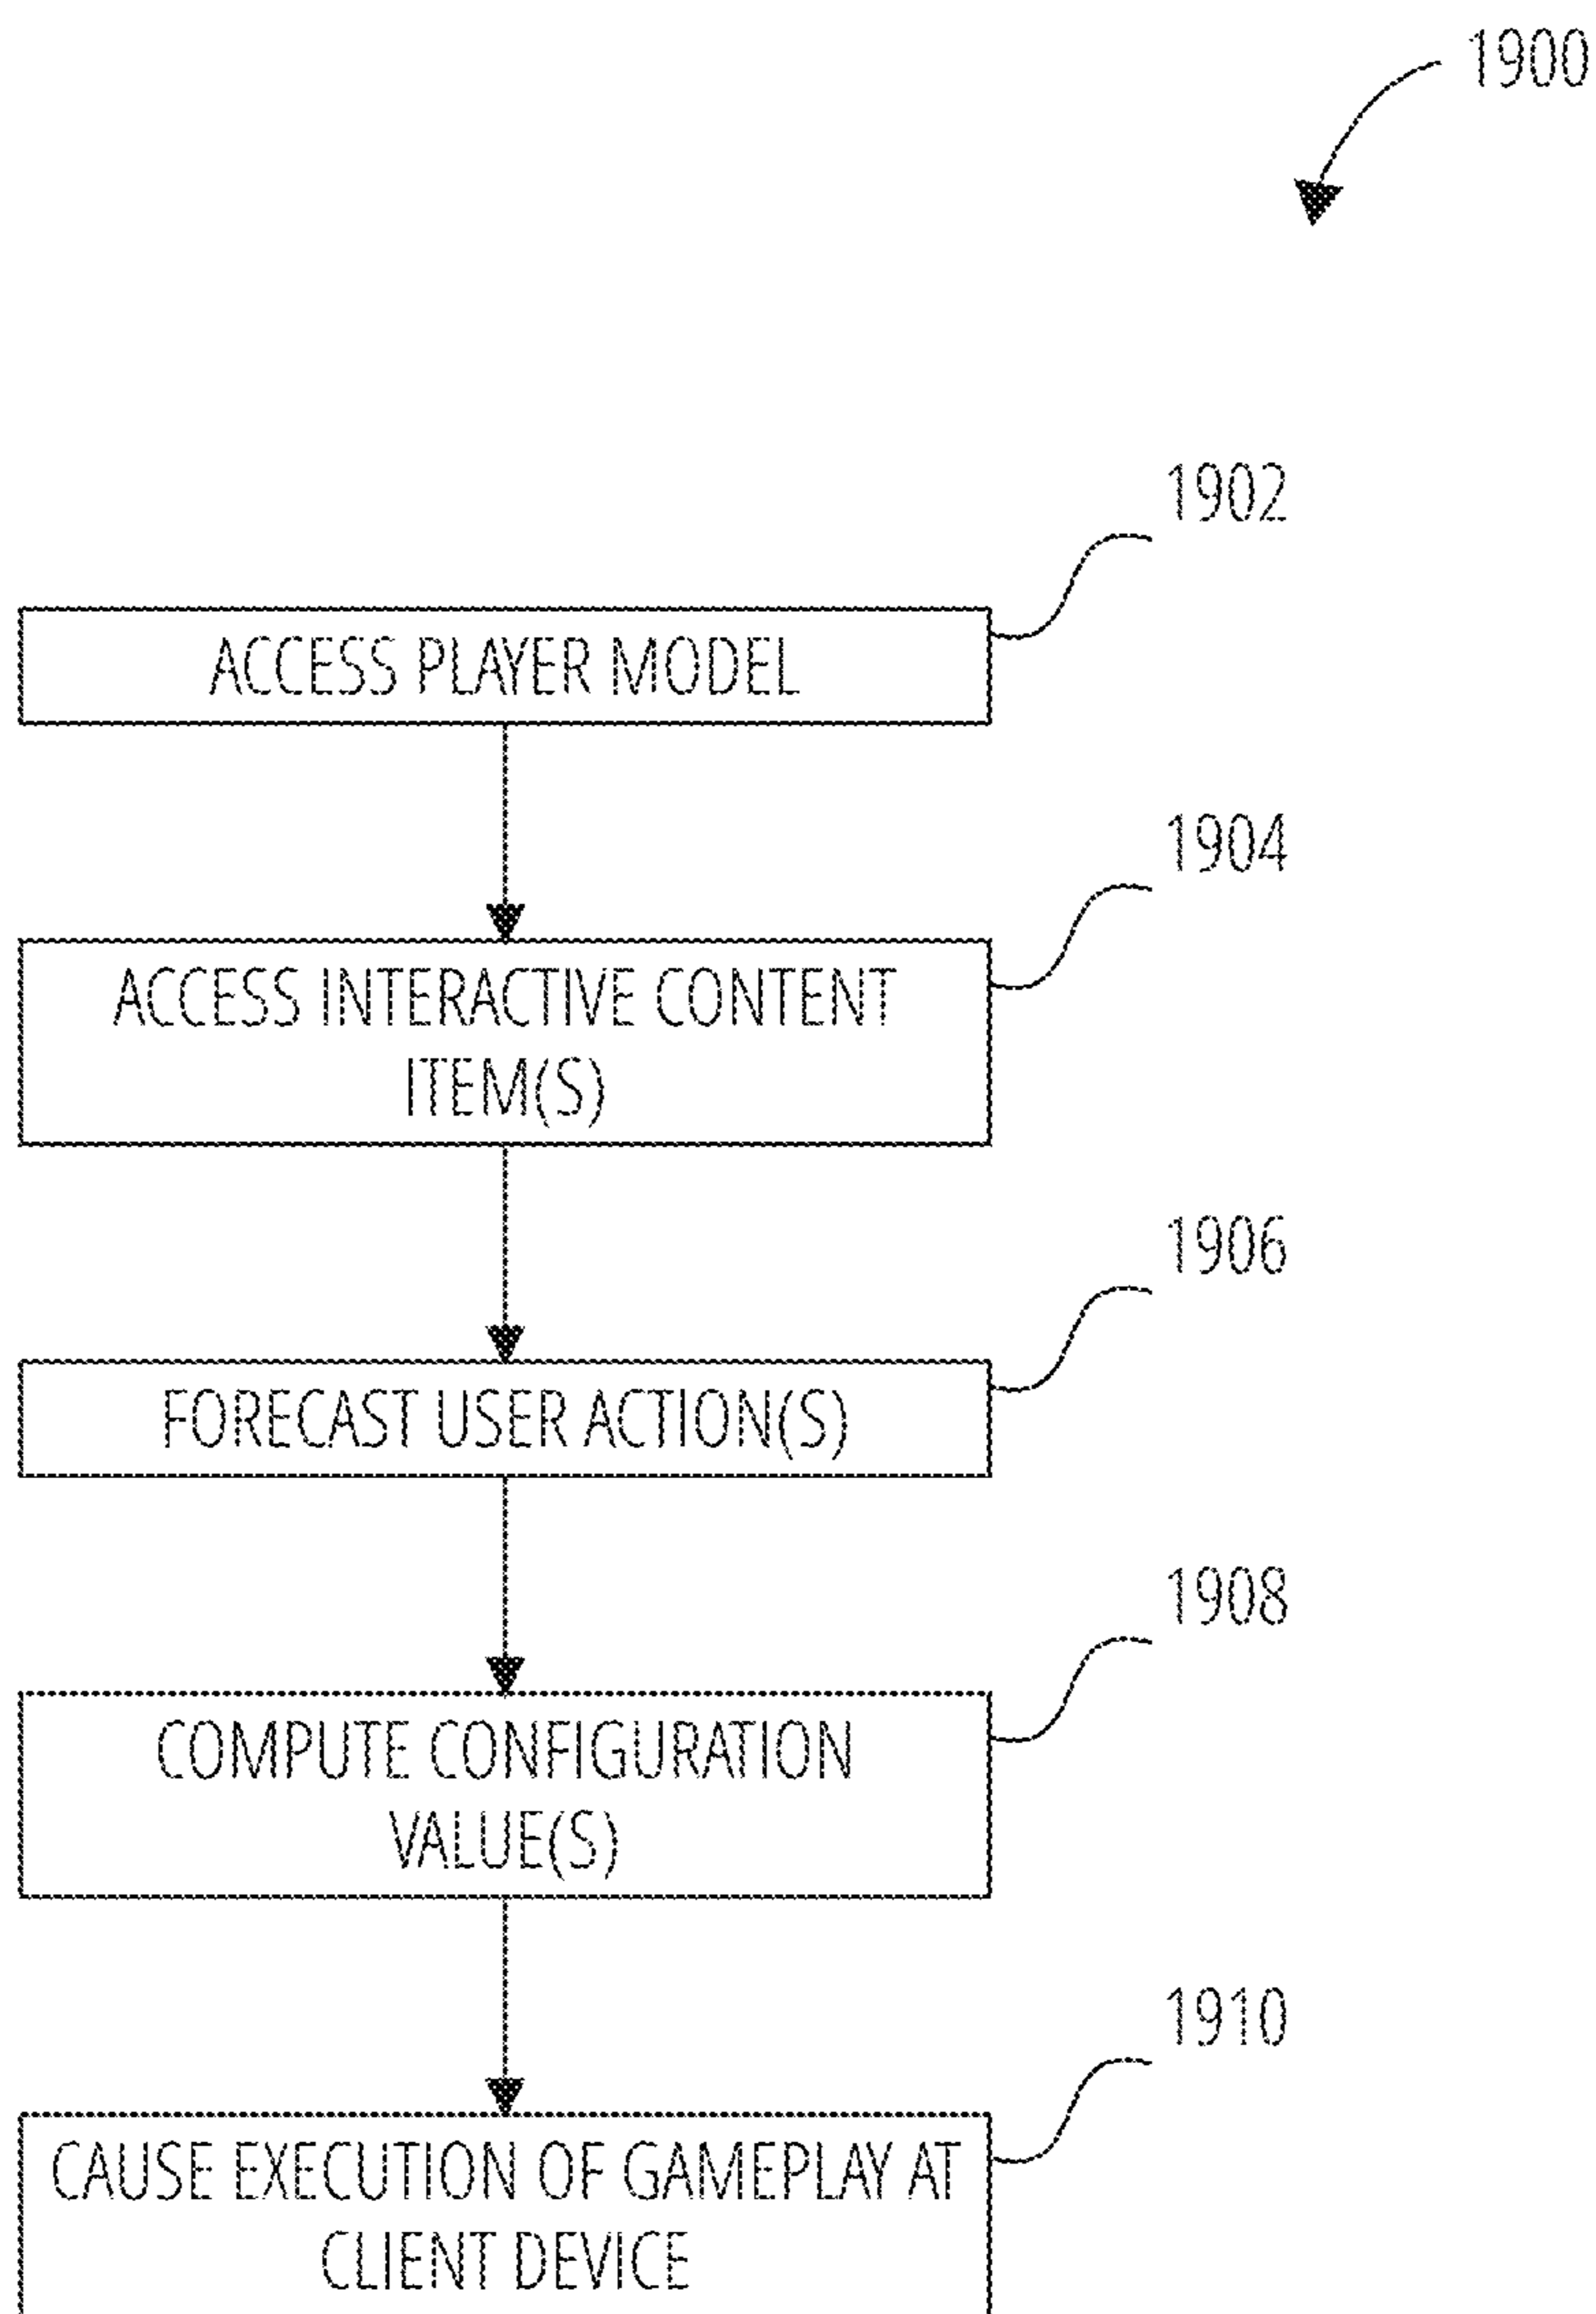 1900
1902
ACCESS PLAYER MODEL
1904
ACCESS INTERACTIVE CONTENT
ITEM(S)
1906
FORECAST USER ACTION(S)
1908
COMPUTE CONFIGURATION
VALUE(S)
1910
CAUSE EXECUTION OF GAMEPLAY AT
CLIENT DEVICE